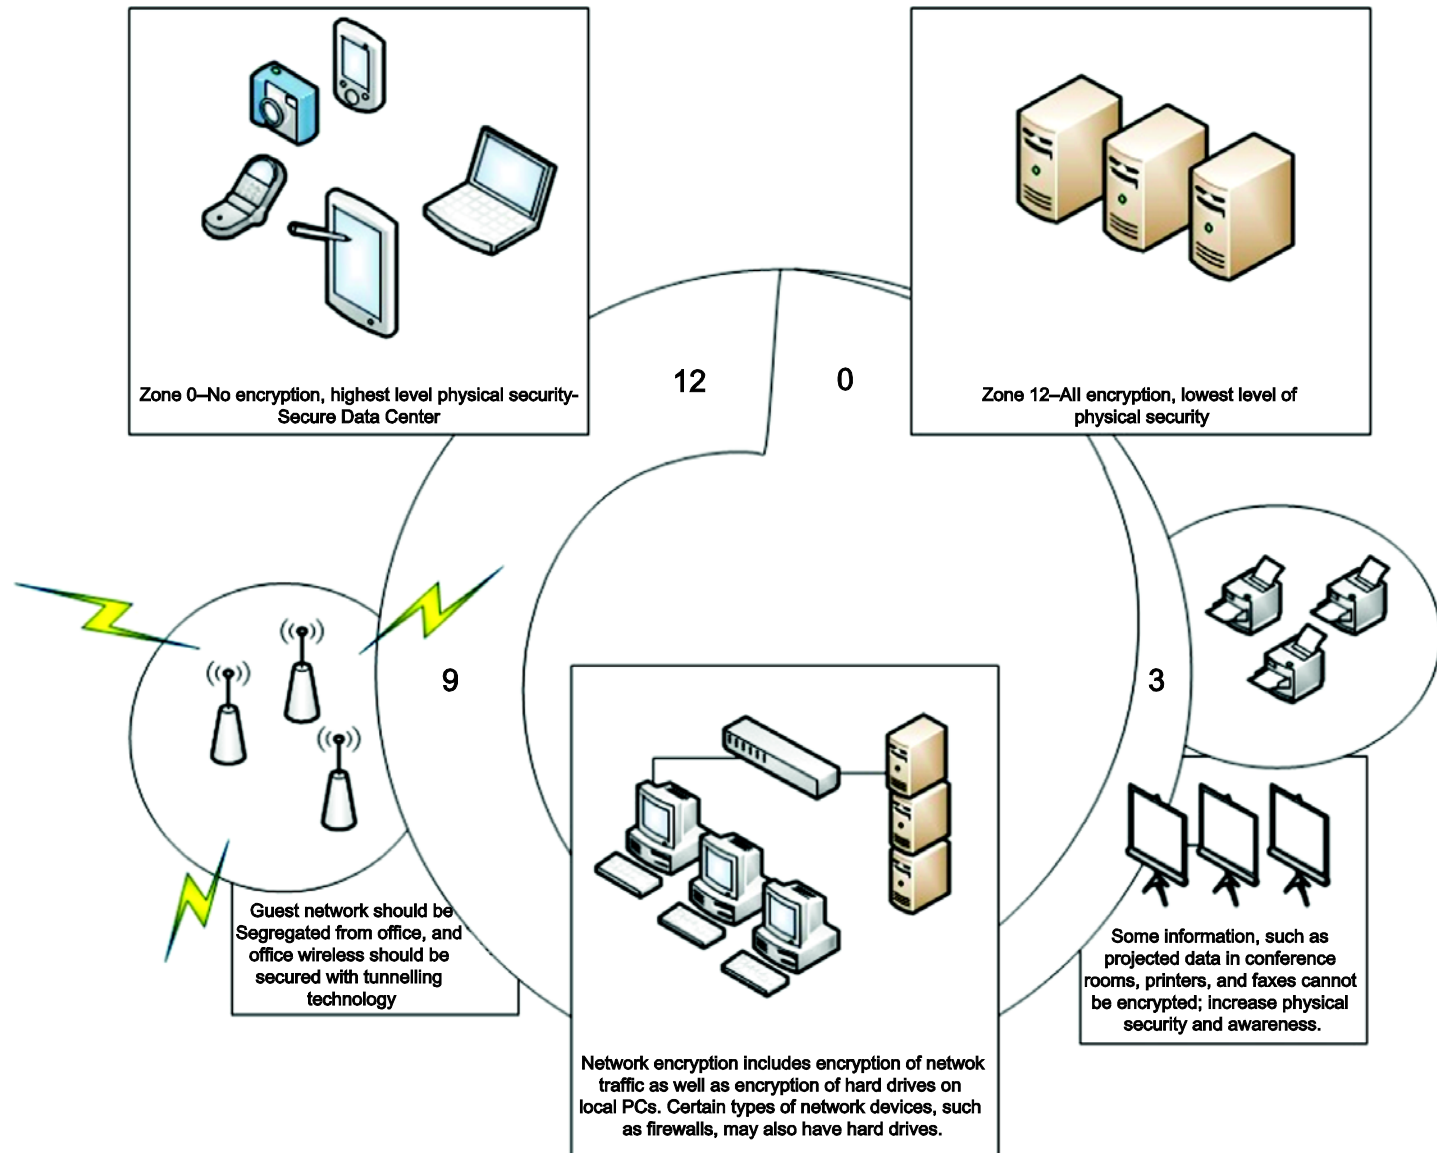 Zone 0–No encryption, highest level physical security-
Secure Data Center
Zone 12–All encryption, lowest level of
physical security
12
0
9
3
Guest network should be
Segregated from office, and
office wireless should be
secured with tunnelling
technology
Some information, such as
projected data in conference
rooms, printers, and faxes cannot
be encrypted; increase physical
security and awareness.
Network encryption includes encryption of netwok
traffic as well as encryption of hard drives on
local PCs. Certain types of network devices, such
as firewalls, may also have hard drives.